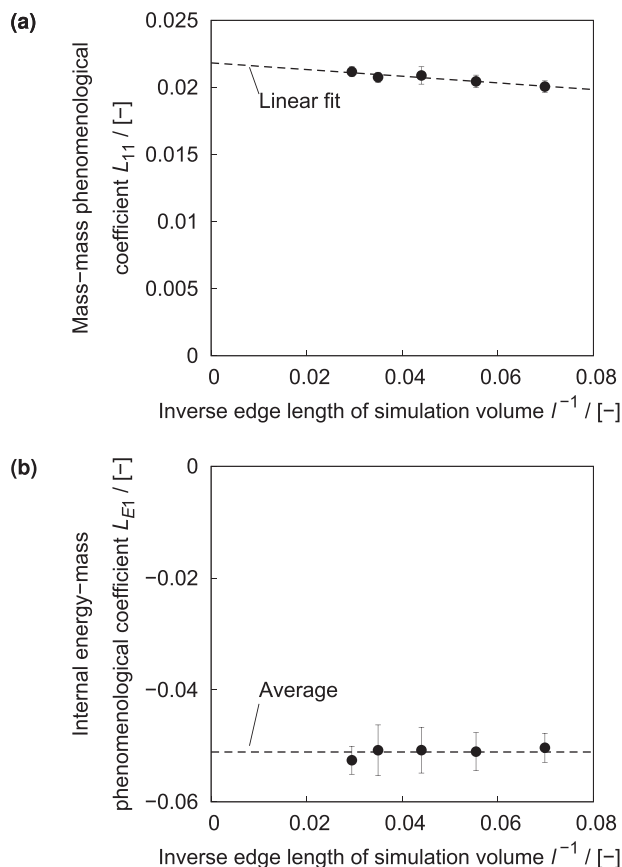 (a)
Mass−mass phenomenological
coefficient L11 / [−]
0.025
0.02
0.015
0.01
0.005
0
Linear fit
0 0.02 0.04 0.06 0.08
Inverse edge length of simulation volume l −1 / [−]
(b)
Internal energy−mass
phenomenological coefficient LE1 / [−]
0
−0.02
−0.04
−0.06
Average
0 0.02 0.04 0.06 0.08
Inverse edge length of simulation volume l −1 / [−]